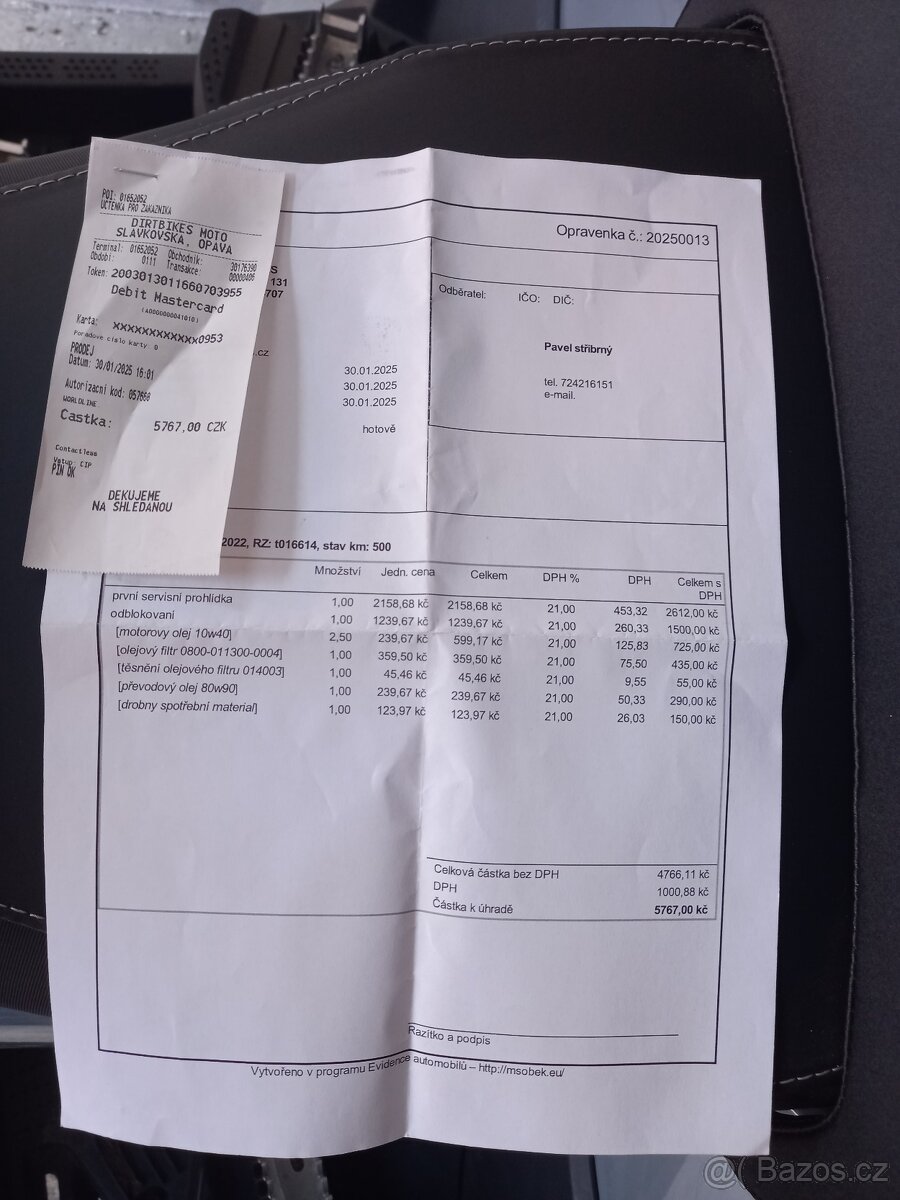 POI: 01652052
UCTENKA PRO ZAKAZNIKA
DIRTBIKES MOTO
SLAVKOVSKA, OPAVA
Terminal: 01652052 Obchodnik: 30176390
Obdobi: 0111 Transakce: 00000406
Token: 2003013011660703955
Debit Mastercard
(A0000000041010)
Karta: XXXXXXXXXXXX0953
Poradove cislo karty: 0
PRODEJ
Datum: 30/01/2025 16:01
Autorizacni kod: 057660
WORLDLINE
Castka: 5767,00 CZK
Contactless
Vstup: CIP
PIN OK
DEKUJEME
NA SHLEDANOU
Opravenka č.: 20250013
S
131
707
.cz
30.01.2025
30.01.2025
30.01.2025
hotově
Odběratel: IČO: DIČ:
Pavel stříbrný
tel. 724216151
e-mail.
2022, RZ: t016614, stav km: 500
Množství Jedn. cena Celkem DPH % DPH Celkem s DPH
první servisní prohlídka 1,00 2158,68 kč 2158,68 kč 21,00 453,32 2612,00 kč
odblokovaní 1,00 1239,67 kč 1239,67 kč 21,00 260,33 1500,00 kč
[motorovy olej 10w40] 2,50 239,67 kč 599,17 kč 21,00 125,83 725,00 kč
[olejový filtr 0800-011300-0004] 1,00 359,50 kč 359,50 kč 21,00 75,50 435,00 kč
[těsnění olejového filtru 014003] 1,00 45,46 kč 45,46 kč 21,00 9,55 55,00 kč
[převodový olej 80w90] 1,00 239,67 kč 239,67 kč 21,00 50,33 290,00 kč
[drobny spotřební material] 1,00 123,97 kč 123,97 kč 21,00 26,03 150,00 kč
Celková částka bez DPH 4766,11 kč
DPH 1000,88 kč
Částka k úhradě 5767,00 kč
Razítko a podpis
Vytvořeno v programu Evidence automobilů – http://msobek.eu/
@ Bazos.cz